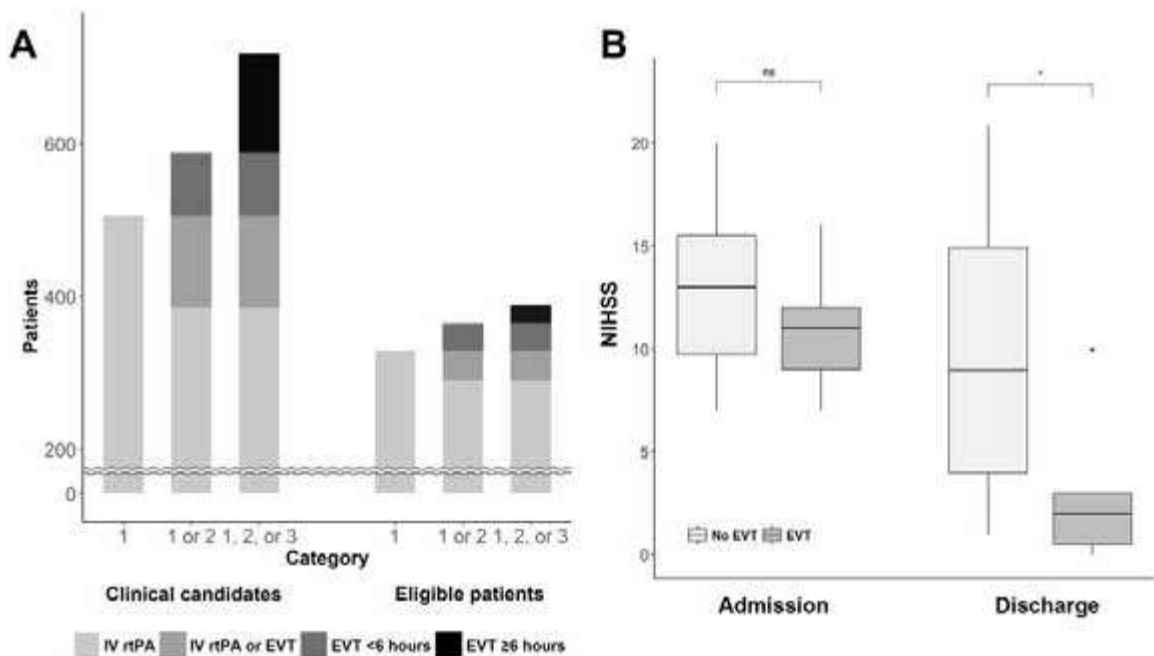 A
Patients
600
400
200
0
1 1 or 2 1, 2, or 3 1 1 or 2 1, 2, or 3
Category
Clinical candidates Eligible patients
IV rtPA IV rtPA or EVT EVT <6 hours EVT ≥6 hours
B
NIHSS
ns *
20
15
10
5
0
No EVT EVT
Admission Discharge